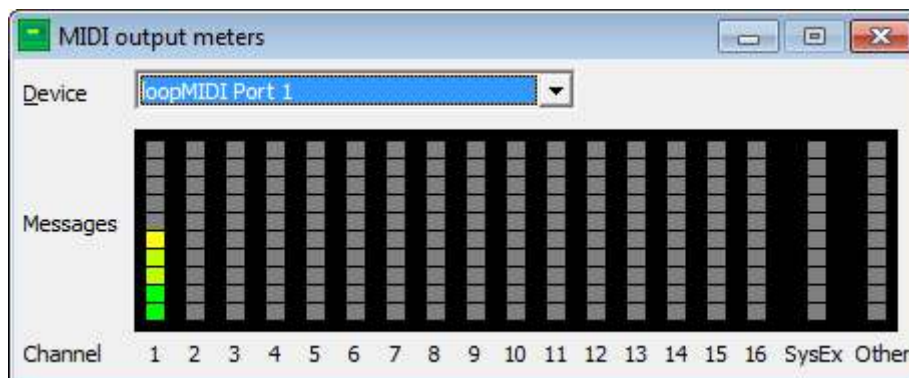 MIDI output meters
Device loopMIDI Port 1
Messages
Channel 1 2 3 4 5 6 7 8 9 10 11 12 13 14 15 16 SysEx Other